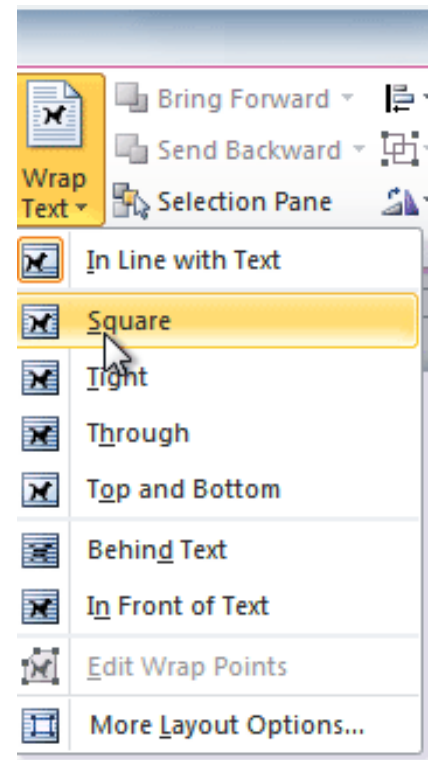 Bring Forward
Send Backward
Wrap
Text
Selection Pane
In Line with Text
Square
Tight
Through
Top and Bottom
Behind Text
In Front of Text
Edit Wrap Points
More Layout Options...